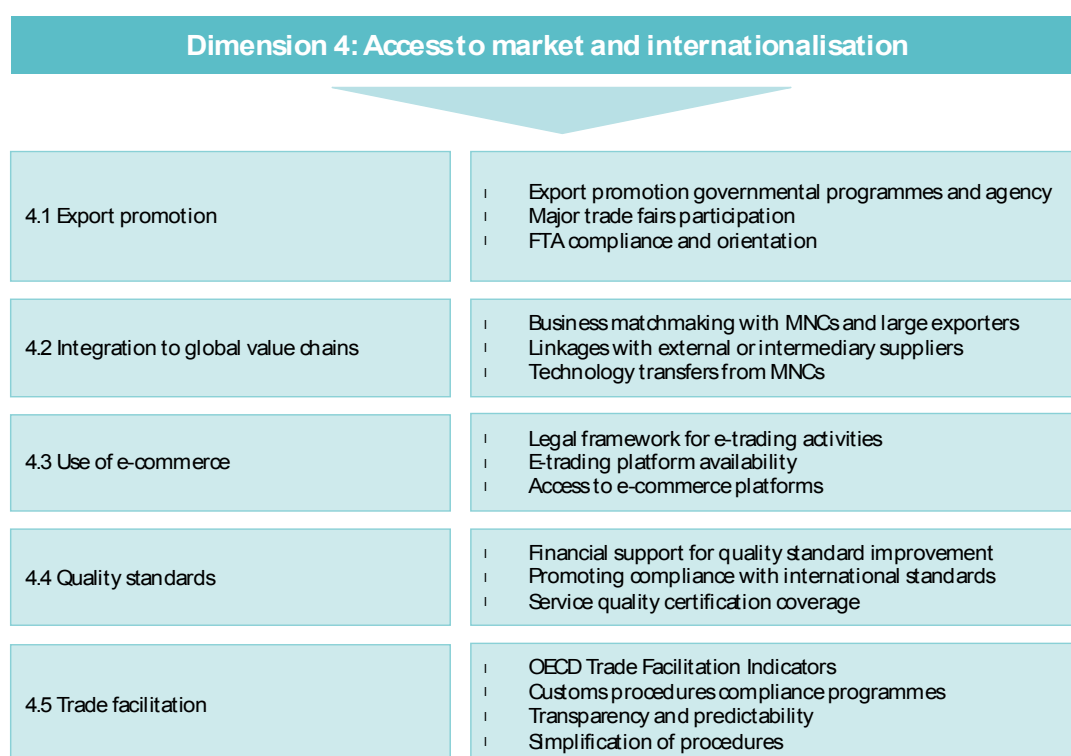 Dimension 4: Access to market and internationalisation
4.1 Export promotion
Export promotion governmental programmes and agency
Major trade fairs participation
FTA compliance and orientation
4.2 Integration to global value chains
Business matchmaking with MNCs and large exporters
Linkages with external or intermediary suppliers
Technology transfers from MNCs
4.3 Use of e-commerce
Legal framework for e-trading activities
E-trading platform availability
Access to e-commerce platforms
4.4 Quality standards
Financial support for quality standard improvement
Promoting compliance with international standards
Service quality certification coverage
4.5 Trade facilitation
OECD Trade Facilitation Indicators
Customs procedures compliance programmes
Transparency and predictability
Simplification of procedures